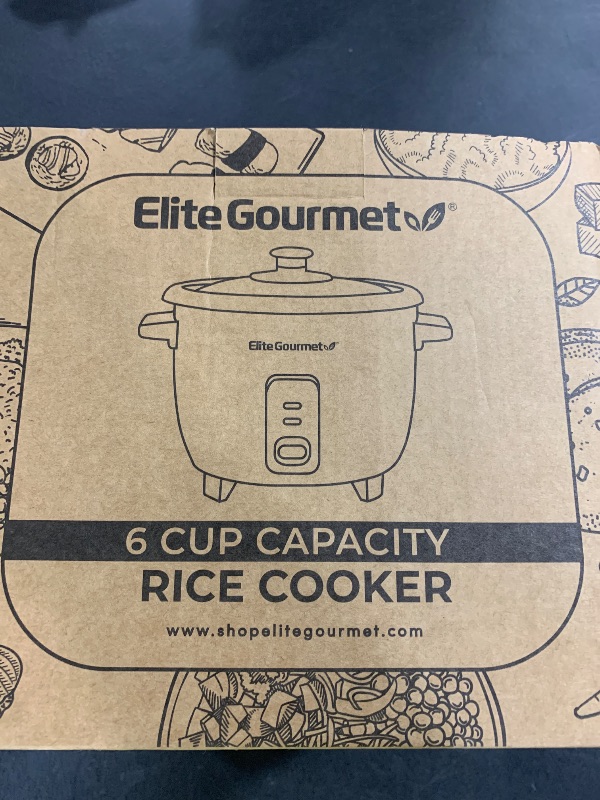 Elite Gourmet®
Elite Gourmet
6 CUP CAPACITY
RICE COOKER
www.shopelitegourmet.com